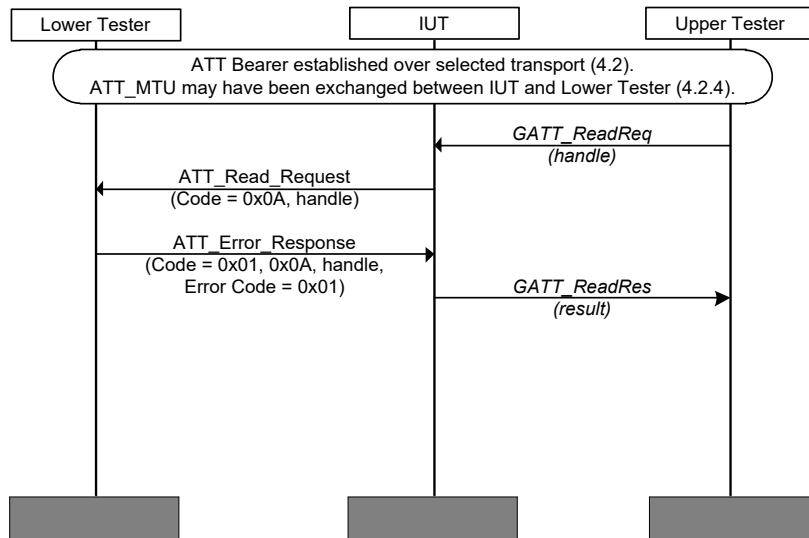 Lower Tester
IUT
Upper Tester
ATT Bearer established over selected transport (4.2).
ATT_MTU may have been exchanged between IUT and Lower Tester (4.2.4).
GATT_ReadReq
(handle)
ATT_Read_Request
(Code = 0x0A, handle)
ATT_Error_Response
(Code = 0x01, 0x0A, handle,
Error Code = 0x01)
GATT_ReadRes
(result)